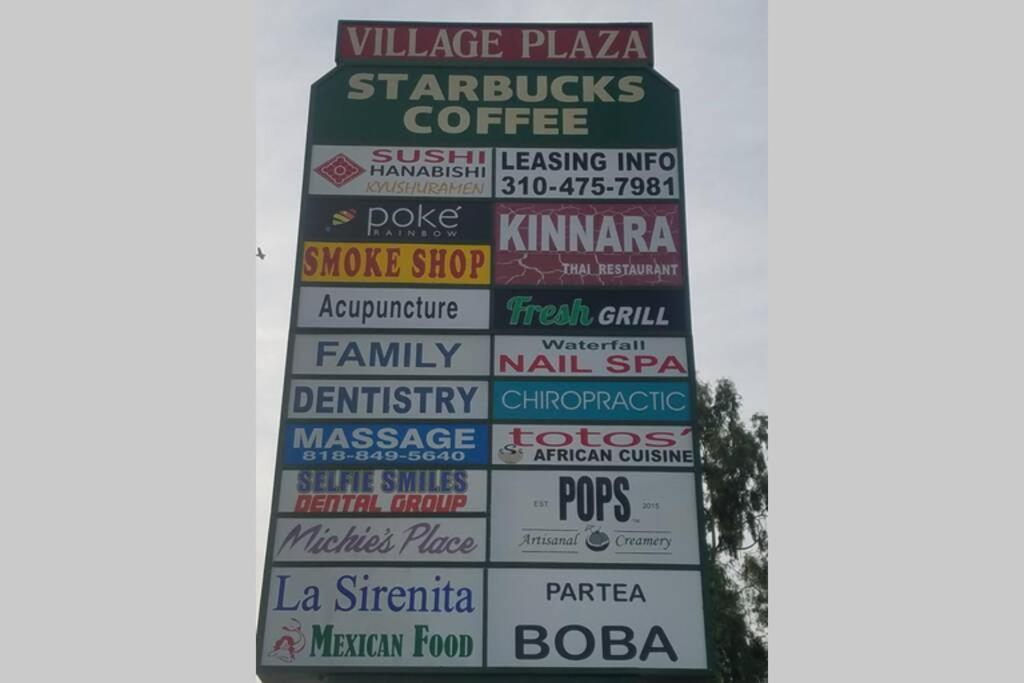 VILLAGE PLAZA
STARBUCKS
COFFEE
SUSHI
HANABISHI
KYUSHURAMEN
LEASING INFO
310-475-7981
poké
RAINBOW
KINNARA
THAI RESTAURANT
SMOKE SHOP
Acupuncture
Fresh GRILL
FAMILY
Waterfall
NAIL SPA
DENTISTRY
CHIROPRACTIC
MASSAGE
818-849-5640
totos'
AFRICAN CUISINE
SELFIE SMILES
DENTAL GROUP
EST. POPS 2015
TM
Artisanal Creamery
Michie's Place
La Sirenita
MEXICAN FOOD
PARTEA
BOBA